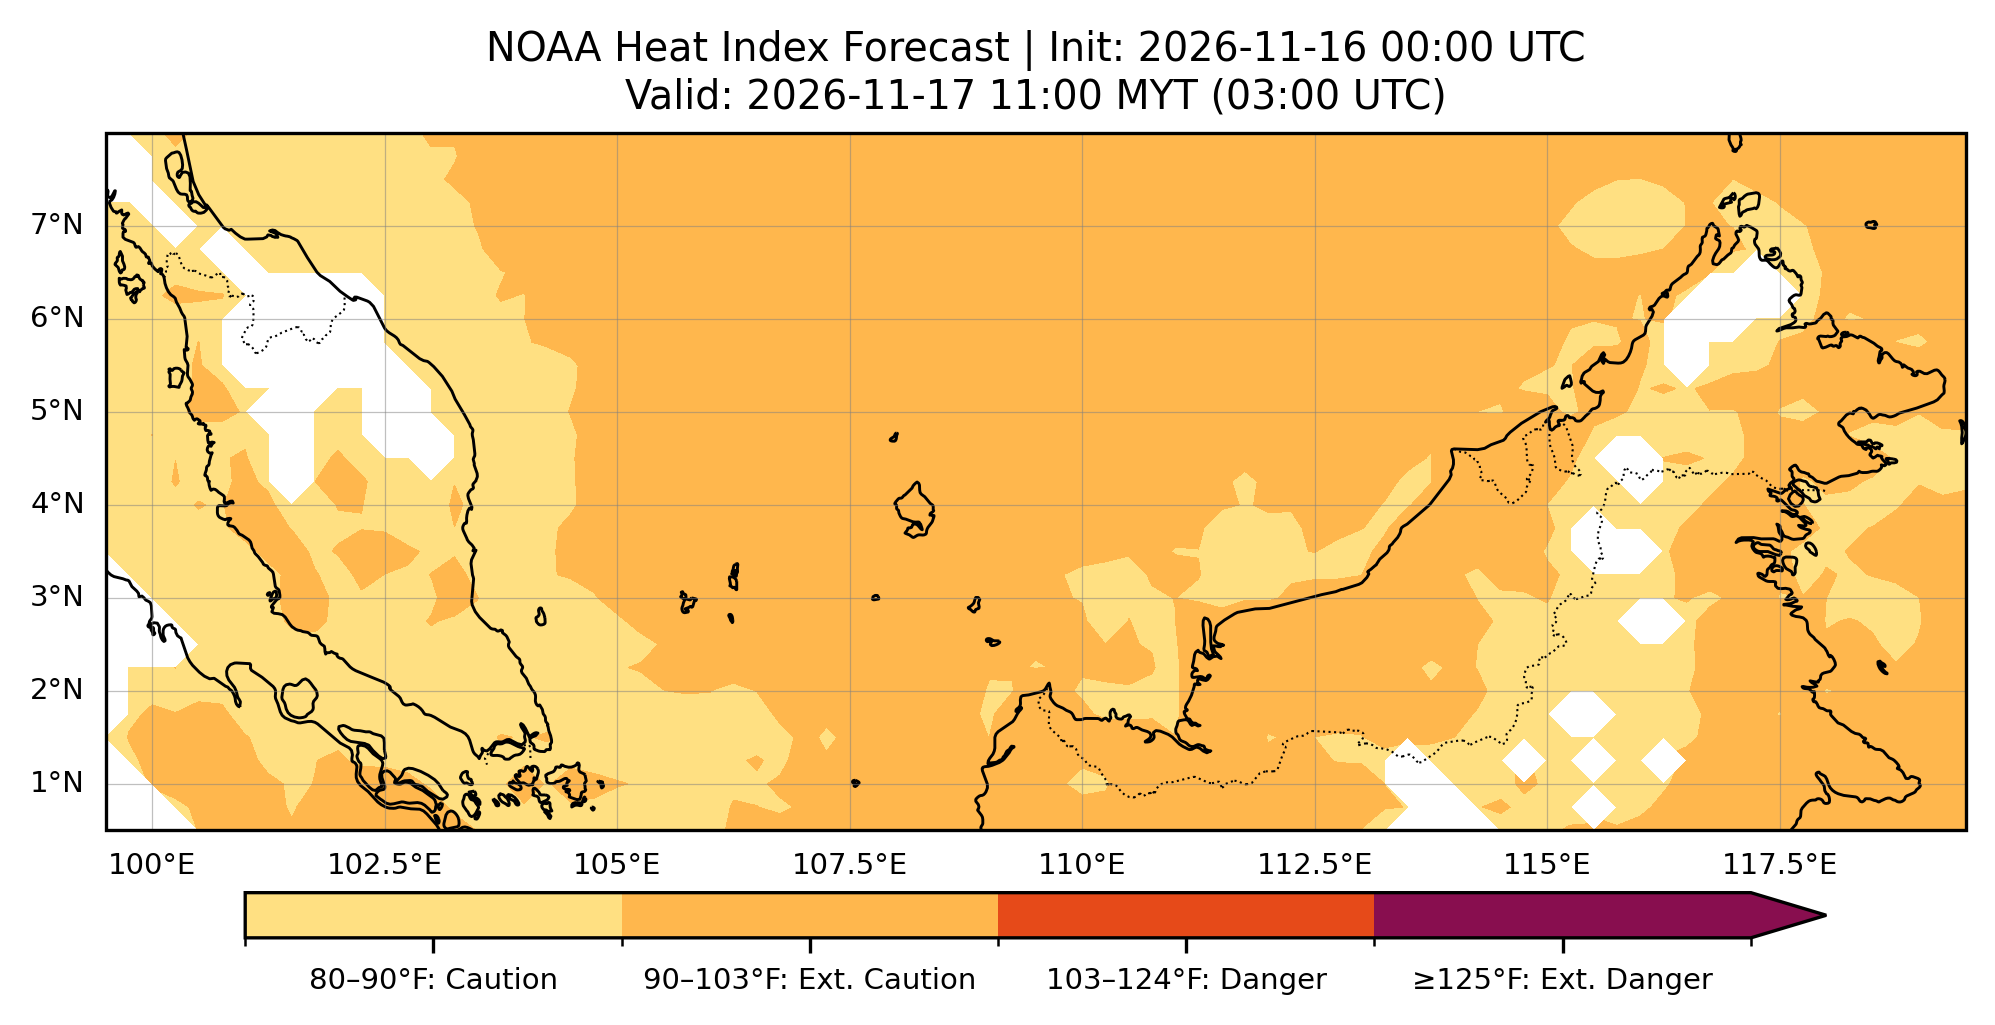 NOAA Heat Index Forecast | Init: 2026-11-16 00:00 UTC
Valid: 2026-11-17 11:00 MYT (03:00 UTC)
7°N
6°N
5°N
4°N
3°N
2°N
1°N
100°E 102.5°E 105°E 107.5°E 110°E 112.5°E 115°E 117.5°E
80–90°F: Caution 90–103°F: Ext. Caution 103–124°F: Danger ≥125°F: Ext. Danger